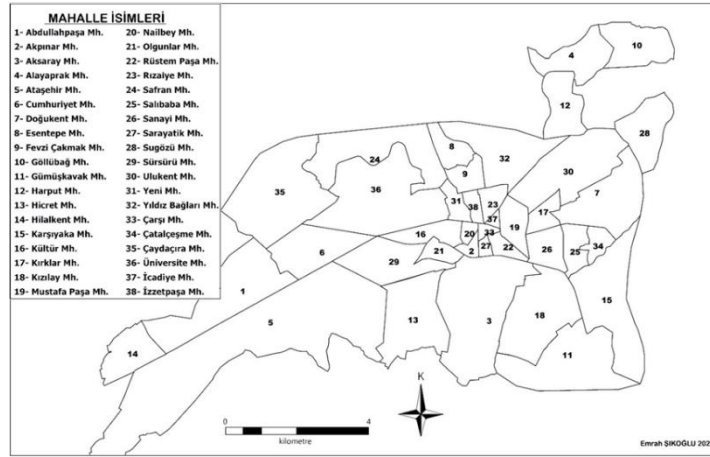 MAHALLE İSİMLERİ
1- Abdullahpaşa Mh.
2- Akpınar Mh.
3- Aksaray Mh.
4- Alayaprak Mh.
5- Ataşehir Mh.
6- Cumhuriyet Mh.
7- Doğukent Mh.
8- Esentepe Mh.
9- Fevzi Çakmak Mh.
10- Göllübağ Mh.
11- Gümüşkavak Mh.
12- Harput Mh.
13- Hicret Mh.
14- Hilalkent Mh.
15- Karşıyaka Mh.
16- Kültür Mh.
17- Kırklar Mh.
18- Kızılay Mh.
19- Mustafa Paşa Mh.
20- Nailbey Mh.
21- Olgunlar Mh.
22- Rüstem Paşa Mh.
23- Rızaiye Mh.
24- Safran Mh.
25- Salıbaba Mh.
26- Sanayi Mh.
27- Sarayatik Mh.
28- Sugözü Mh.
29- Sürsürü Mh.
30- Ulukent Mh.
31- Yeni Mh.
32- Yıldız Bağları Mh.
33- Çarşı Mh.
34- Çatalçeşme Mh.
35- Çaydaçıra Mh.
36- Üniversite Mh.
37- İcadiye Mh.
38- İzzetpaşa Mh.
10
4
12
28
8
32
24
9
30
36
35
7
31
38
23
37
17
19
16
20
33
34
6
21
2
27
22
26
25
29
1
15
5
13
3
18
14
11
K
0
4
kilometre
Emrah ŞIKOĞLU 202